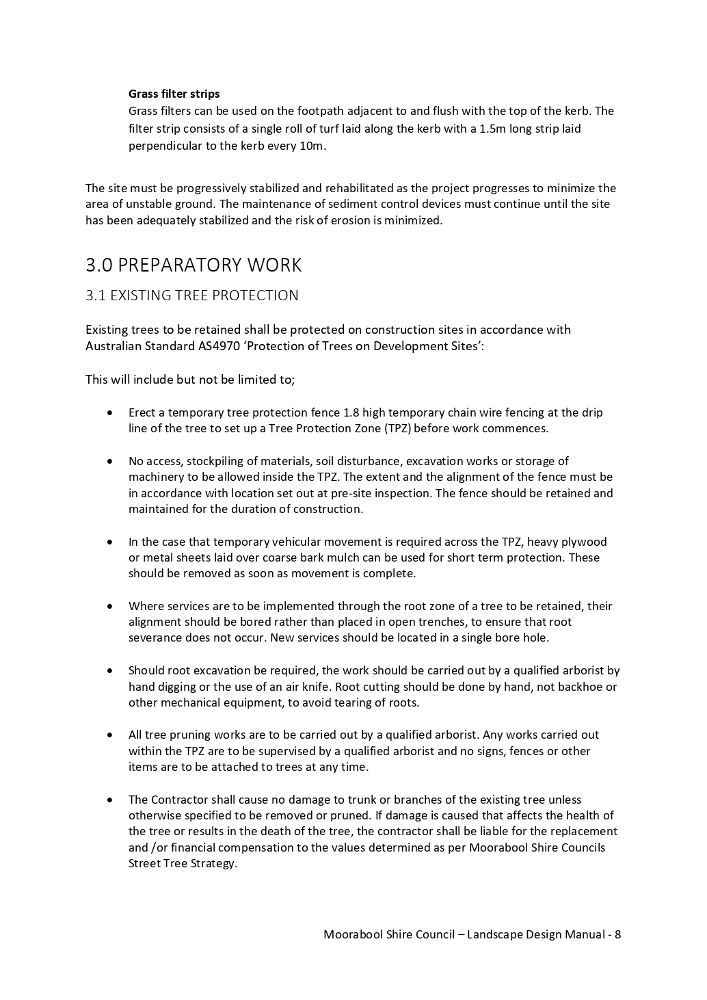 Grass filter strips
Grass filters can be used on the footpath adjacent to and flush with the top of the kerb. The
filter strip consists of a single roll of turf laid along the kerb with a 1.5m long strip laid
perpendicular to the kerb every 10m.
The site must be progressively stabilized and rehabilitated as the project progresses to minimize the
area of unstable ground. The maintenance of sediment control devices must continue until the site
has been adequately stabilized and the risk of erosion is minimized.
3.0 PREPARATORY WORK
3.1 EXISTING TREE PROTECTION
Existing trees to be retained shall be protected on construction sites in accordance with
Australian Standard AS4970 ‘Protection of Trees on Development Sites’:
This will include but not be limited to;
• Erect a temporary tree protection fence 1.8 high temporary chain wire fencing at the drip
line of the tree to set up a Tree Protection Zone (TPZ) before work commences.
• No access, stockpiling of materials, soil disturbance, excavation works or storage of
machinery to be allowed inside the TPZ. The extent and the alignment of the fence must be
in accordance with location set out at pre-site inspection. The fence should be retained and
maintained for the duration of construction.
• In the case that temporary vehicular movement is required across the TPZ, heavy plywood
or metal sheets laid over coarse bark mulch can be used for short term protection. These
should be removed as soon as movement is complete.
• Where services are to be implemented through the root zone of a tree to be retained, their
alignment should be bored rather than placed in open trenches, to ensure that root
severance does not occur. New services should be located in a single bore hole.
• Should root excavation be required, the work should be carried out by a qualified arborist by
hand digging or the use of an air knife. Root cutting should be done by hand, not backhoe or
other mechanical equipment, to avoid tearing of roots.
• All tree pruning works are to be carried out by a qualified arborist. Any works carried out
within the TPZ are to be supervised by a qualified arborist and no signs, fences or other
items are to be attached to trees at any time.
• The Contractor shall cause no damage to trunk or branches of the existing tree unless
otherwise specified to be removed or pruned. If damage is caused that affects the health of
the tree or results in the death of the tree, the contractor shall be liable for the replacement
and /or financial compensation to the values determined as per Moorabool Shire Councils
Street Tree Strategy.
Moorabool Shire Council – Landscape Design Manual - 8